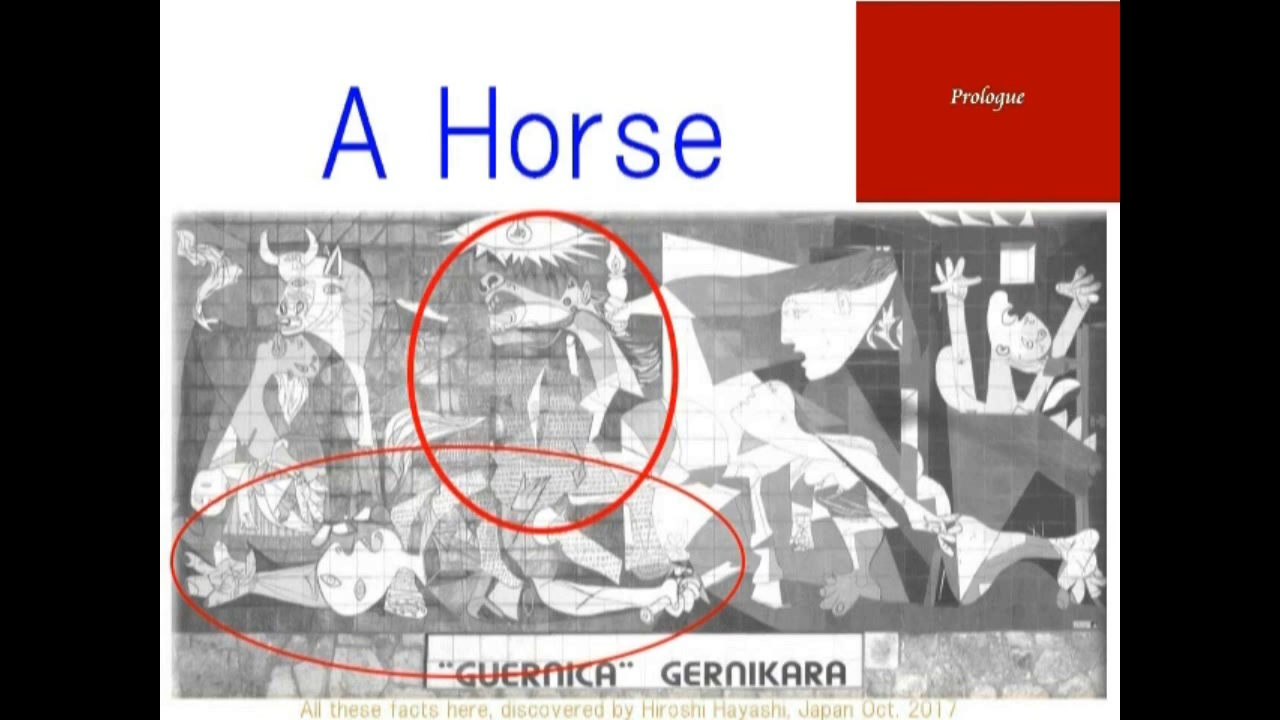 Prologue
A Horse
"GUERNICA" GERNIKARA
All these facts here, discovered by Hiroshi Hayashi, Japan Oct. 2017